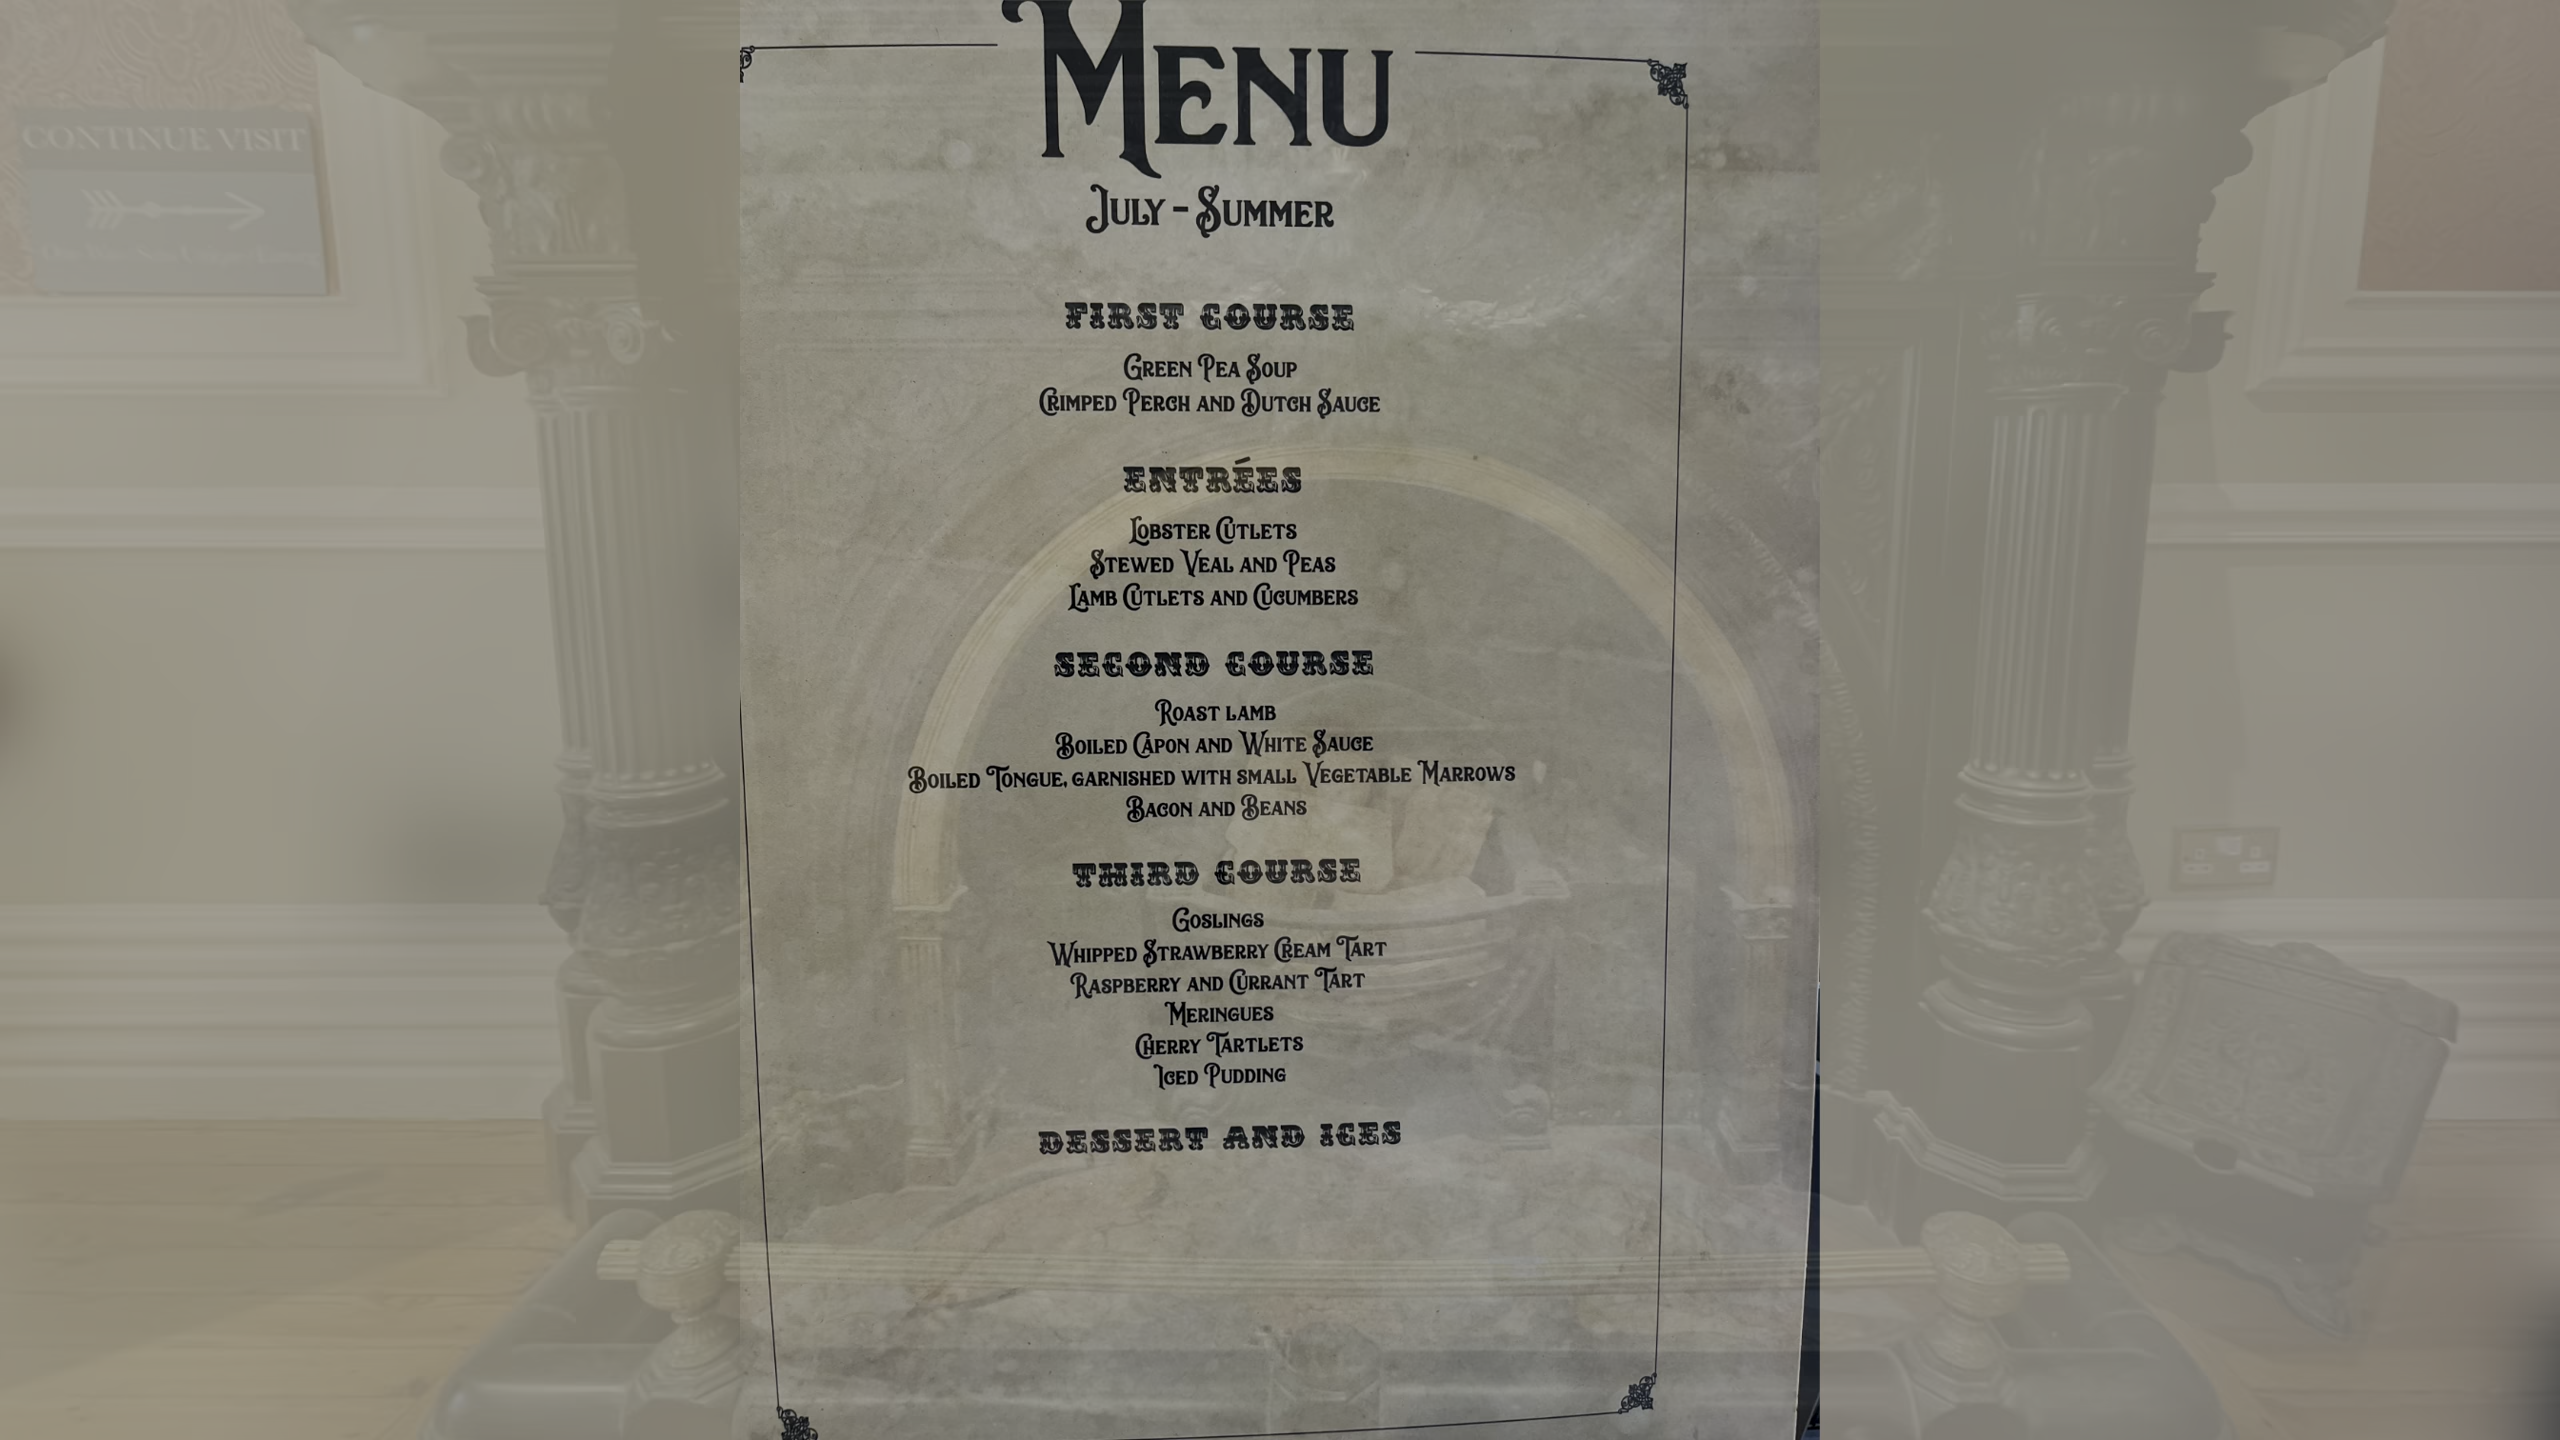 CONTINUE VISIT
MENU
JULY - SUMMER
FIRST COURSE
GREEN PEA SOUP
CRIMPED PERCH AND DUTCH SAUCE
ENTRÉES
LOBSTER CUTLETS
STEWED VEAL AND PEAS
LAMB CUTLETS AND CUCUMBERS
SECOND COURSE
ROAST LAMB
BOILED CAPON AND WHITE SAUCE
BOILED TONGUE, GARNISHED WITH SMALL VEGETABLE MARROWS
BACON AND BEANS
THIRD COURSE
GOSLINGS
WHIPPED STRAWBERRY CREAM TART
RASPBERRY AND CURRANT TART
MERINGUES
CHERRY TARTLETS
ICED PUDDING
DESSERT AND ICES